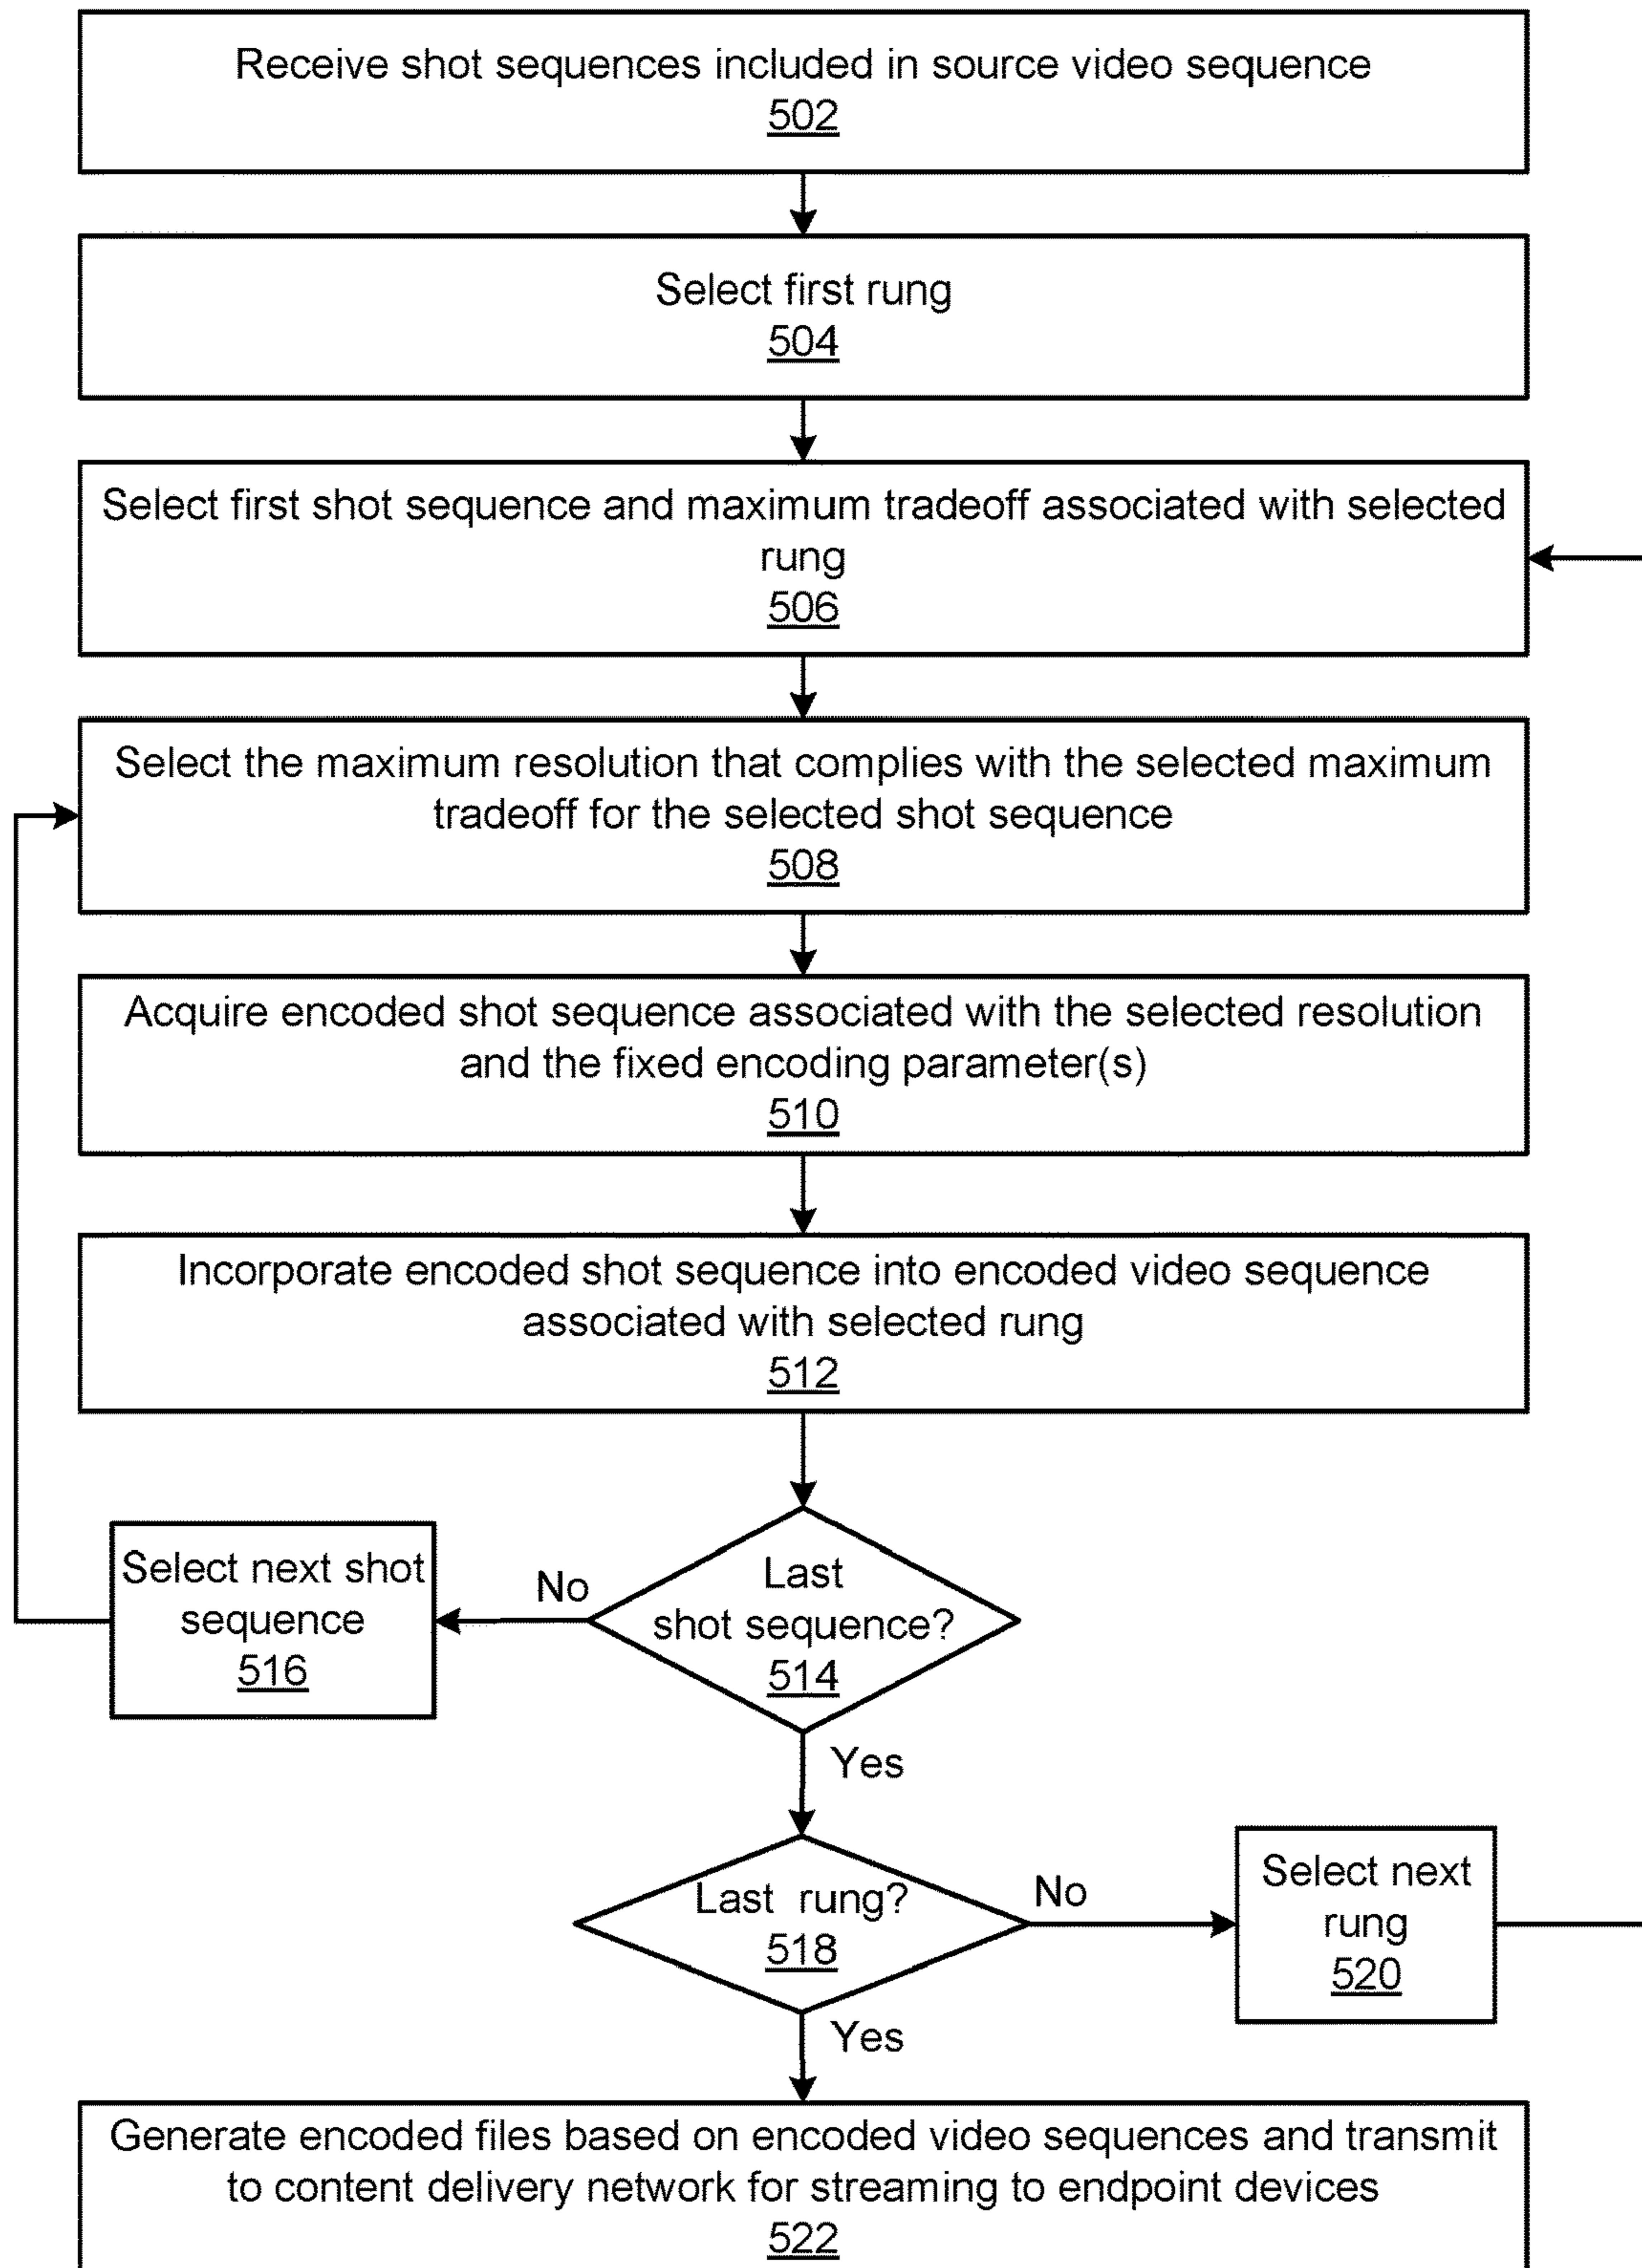 Receive shot sequences included in source video sequence
502
Select first rung
504
Select first shot sequence and maximum tradeoff associated with selected
rung
506
Select the maximum resolution that complies with the selected maximum
tradeoff for the selected shot sequence
508
Acquire encoded shot sequence associated with the selected resolution
and the fixed encoding parameter(s)
510
Incorporate encoded shot sequence into encoded video sequence
associated with selected rung
512
Last
shot sequence?
514
No
Select next shot
sequence
516
Yes
Last rung?
518
No
Select next
rung
520
Yes
Generate encoded files based on encoded video sequences and transmit
to content delivery network for streaming to endpoint devices
522